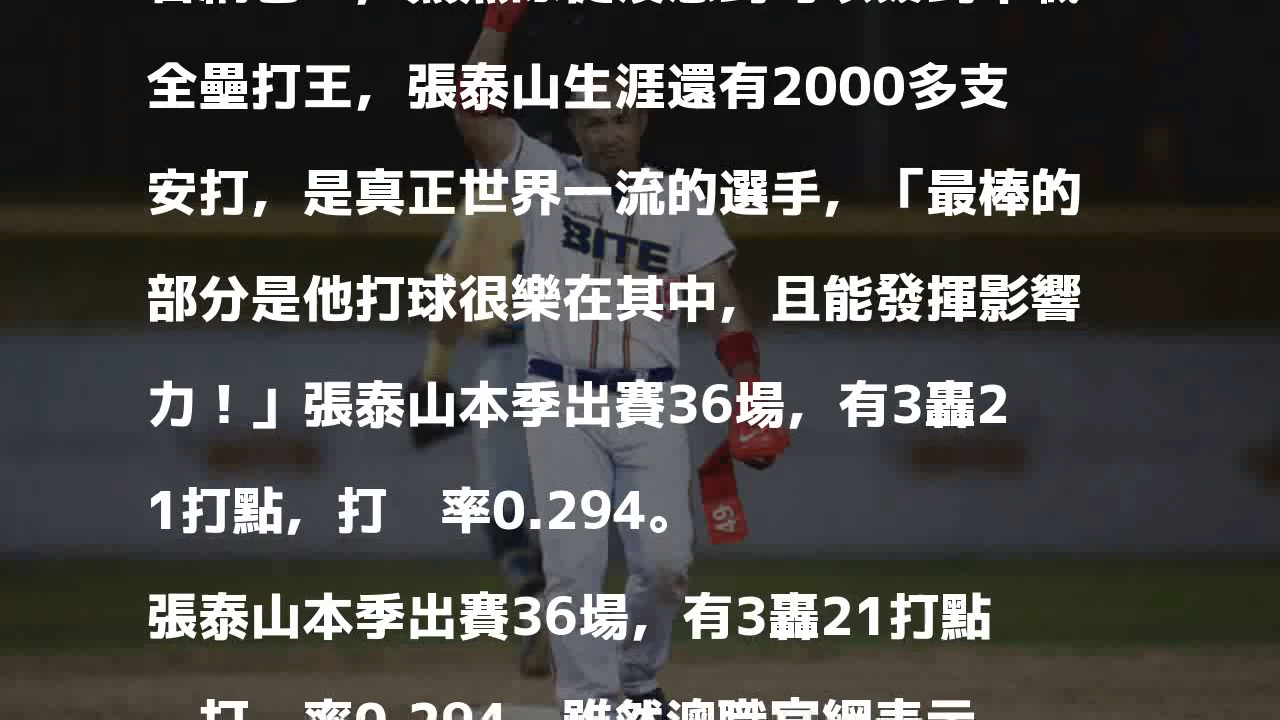 全壘打王，張泰山生涯還有2000多支
安打，是真正世界一流的選手，「最棒的
部分是他打球很樂在其中，且能發揮影響
力！」張泰山本季出賽36場，有3轟2
1打點，打　率0.294。
張泰山本季出賽36場，有3轟21打點
打　率0.294
BITE
49